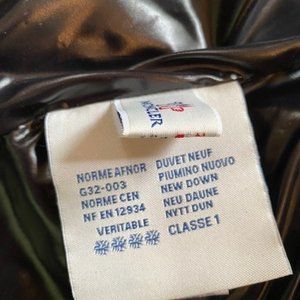 MONCLER
NORME AFNOR
G32-003
NORME CEN
NF EN 12934
VERITABLE
DUVET NEUF
PIUMINO NUOVO
NEW DOWN
NEU DAUNE
NYTT DUN
CLASSE 1